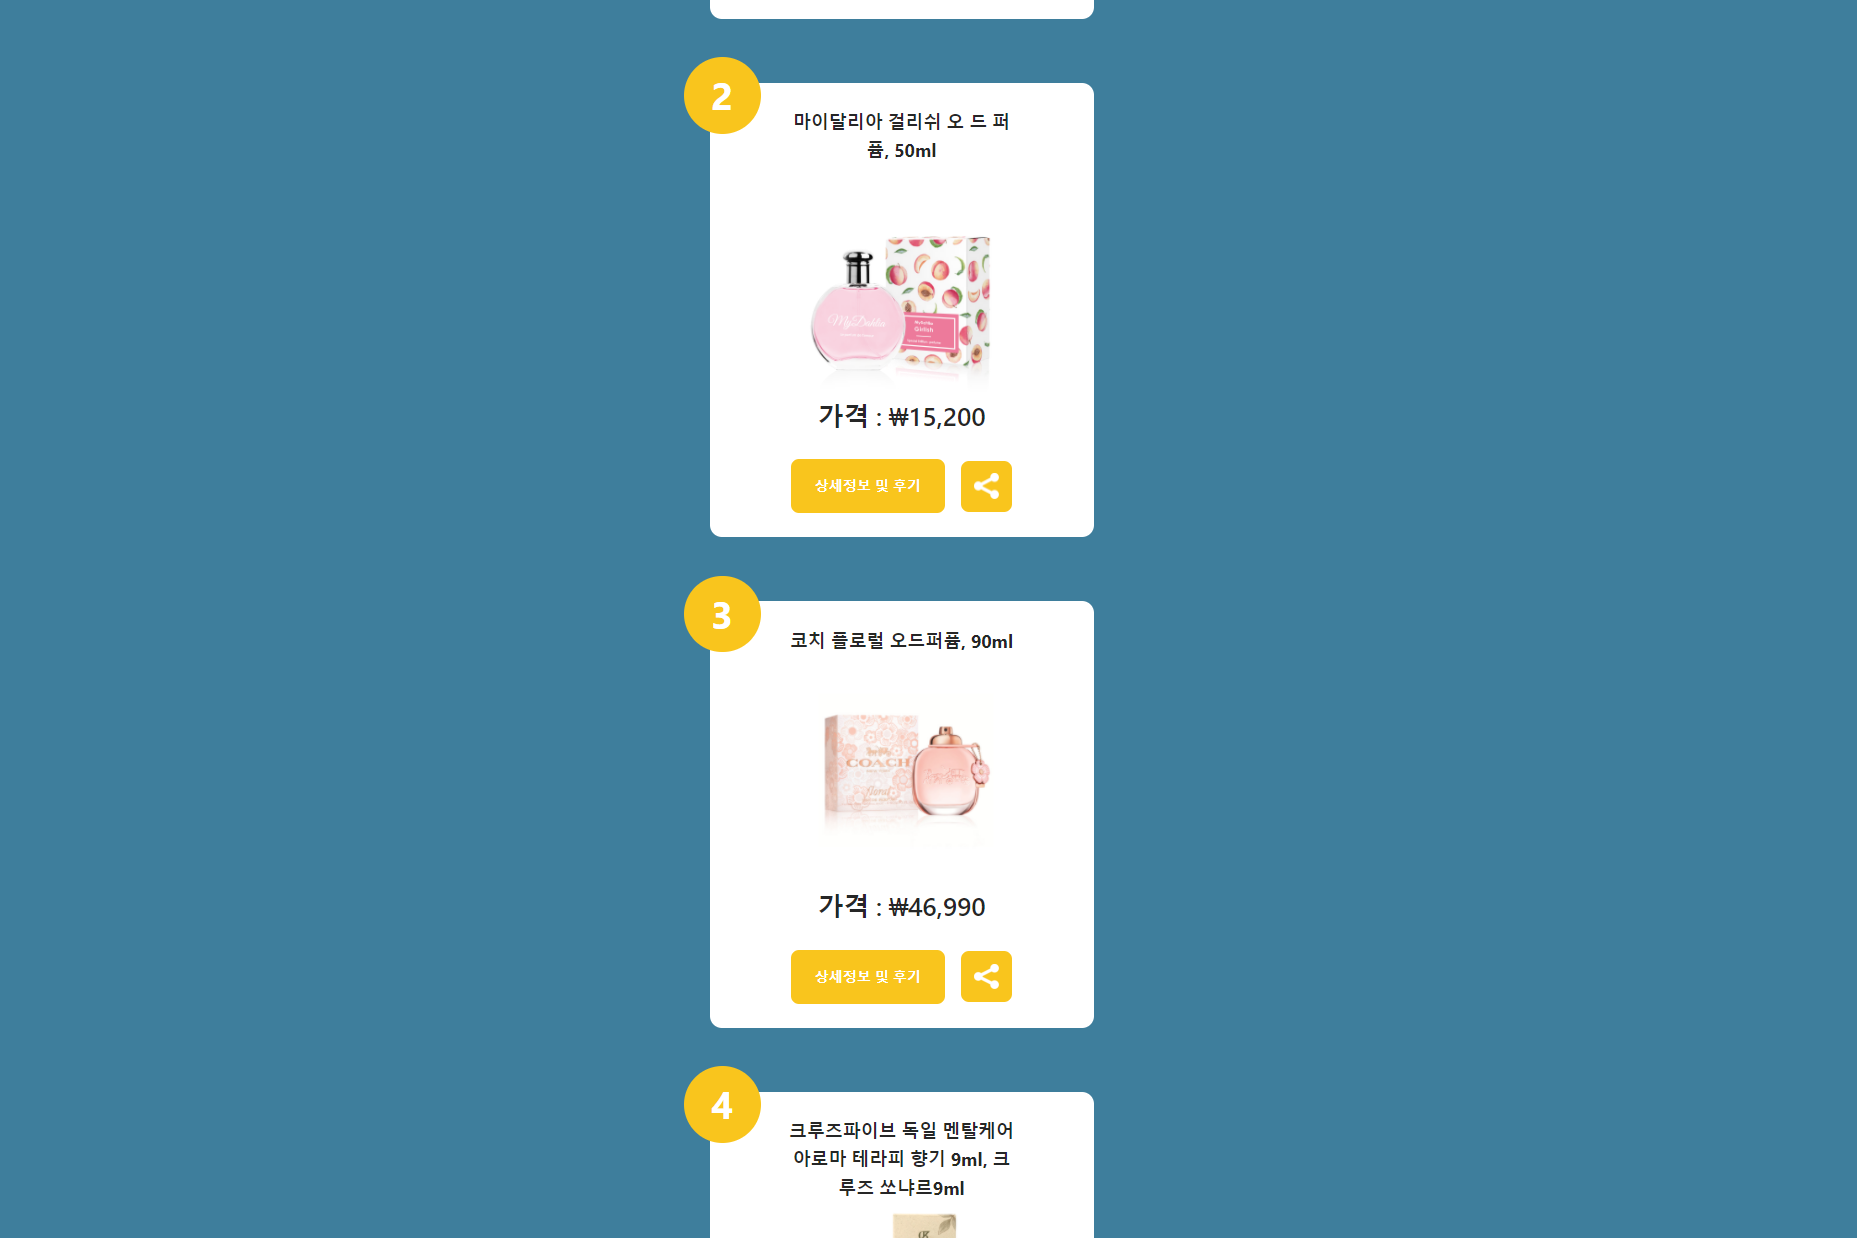 2
마이달리아 걸리쉬 오 드 퍼
퓸, 50ml
MyDahlia
Girlish
가격 : ₩15,200
상세정보 및 후기
3
코치 플로럴 오드퍼퓸, 90ml
COACH
floral
가격 : ₩46,990
상세정보 및 후기
4
크루즈파이브 독일 멘탈케어
아로마 테라피 향기 9ml, 크
루즈 쏘냐르9ml